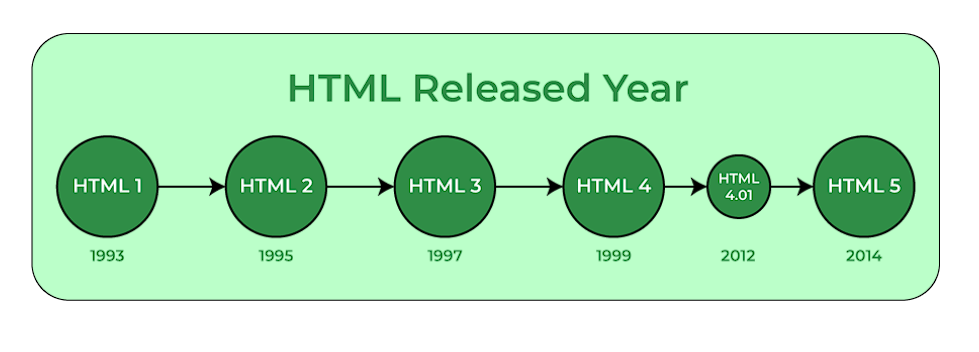 HTML Released Year
HTML 1
HTML 2
HTML 3
HTML 4
HTML
4.01
HTML 5
1993
1995
1997
1999
2012
2014